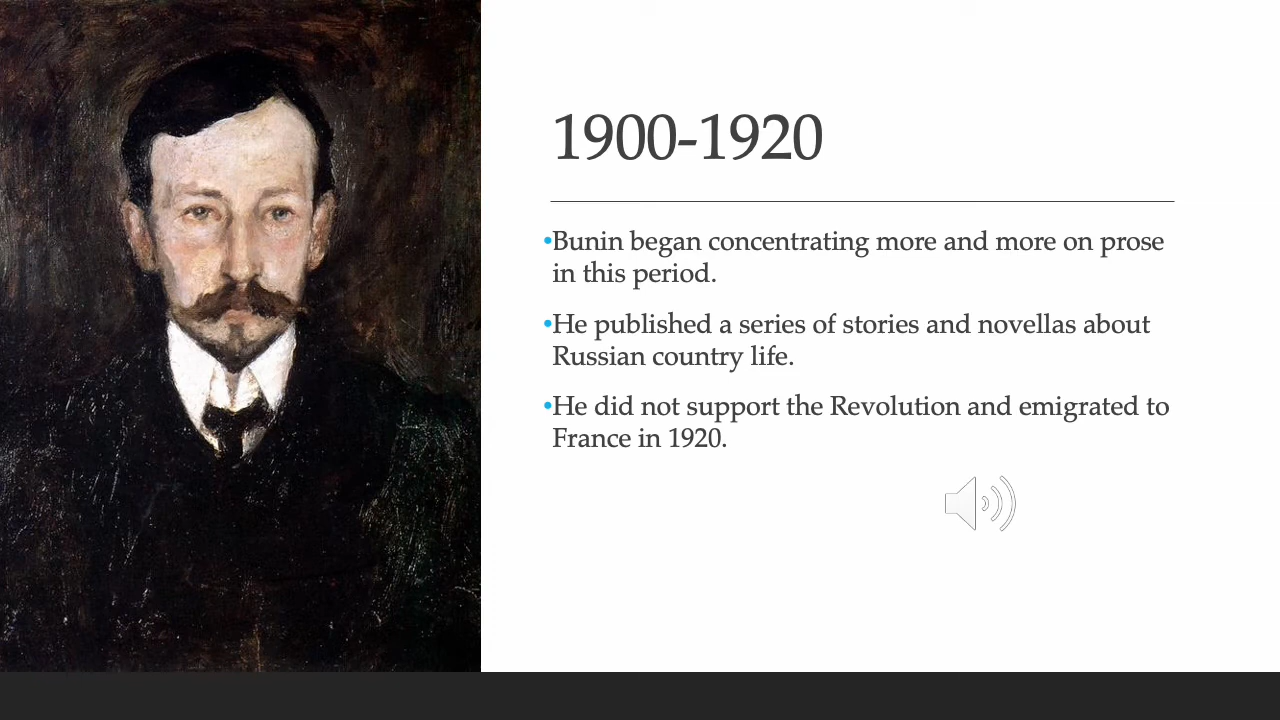 1900-1920
•Bunin began concentrating more and more on prose
in this period.
•He published a series of stories and novellas about
Russian country life.
•He did not support the Revolution and emigrated to
France in 1920.